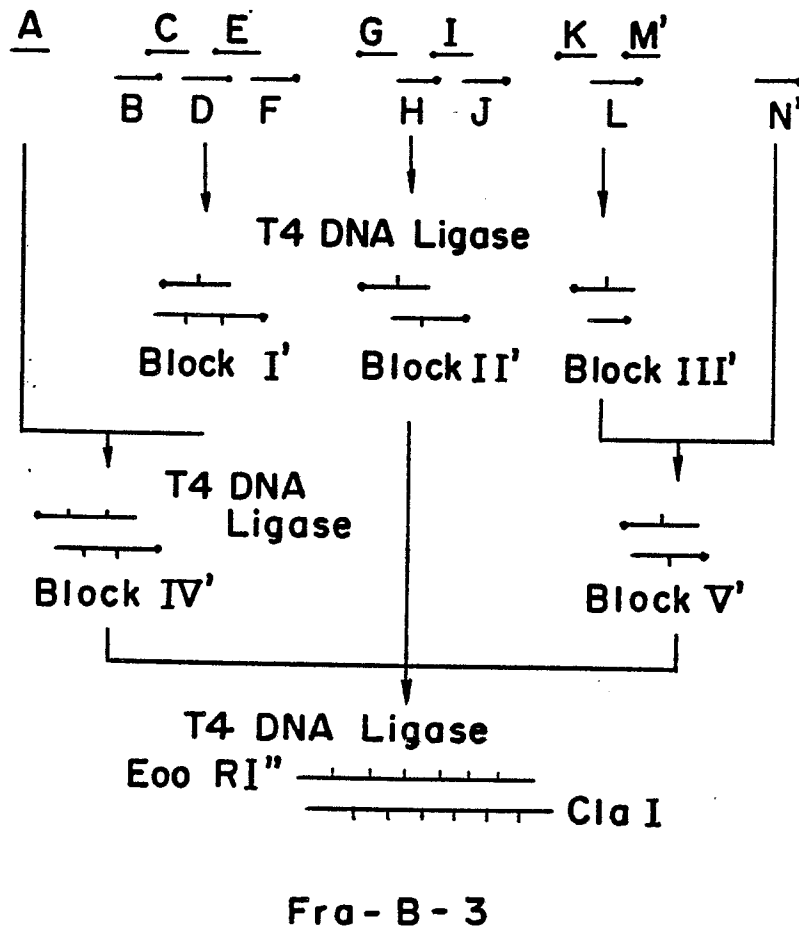 A C E G I K M'
B D F H J L N'
T4 DNA Ligase
Block I' Block II' Block III'
T4 DNA
Ligase
Block IV' Block V'
T4 DNA Ligase
Eoo RI"
Cla I
Fra-B-3